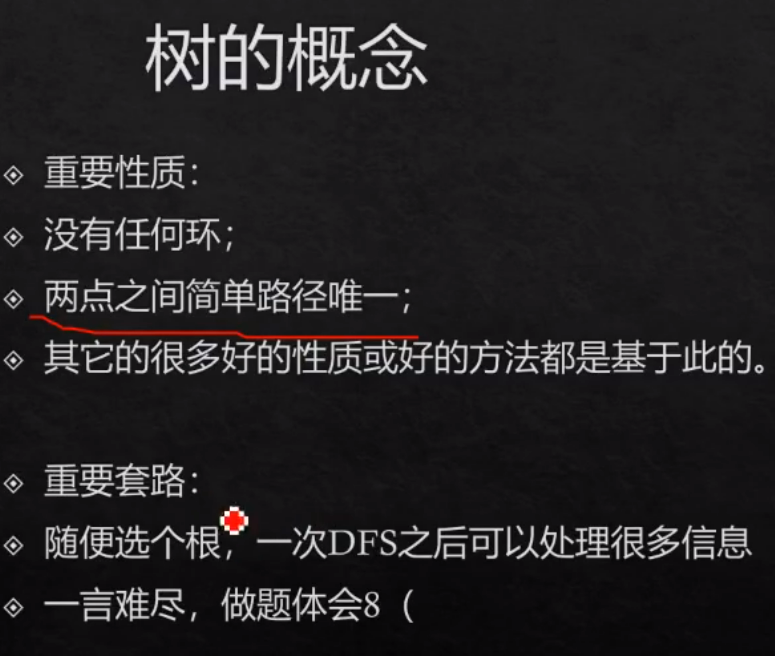 树的概念
重要性质：
没有任何环；
两点之间简单路径唯一；
其它的很多好的性质或好的方法都是基于此的。
重要套路：
随便选个根，一次DFS之后可以处理很多信息
一言难尽，做题体会8（